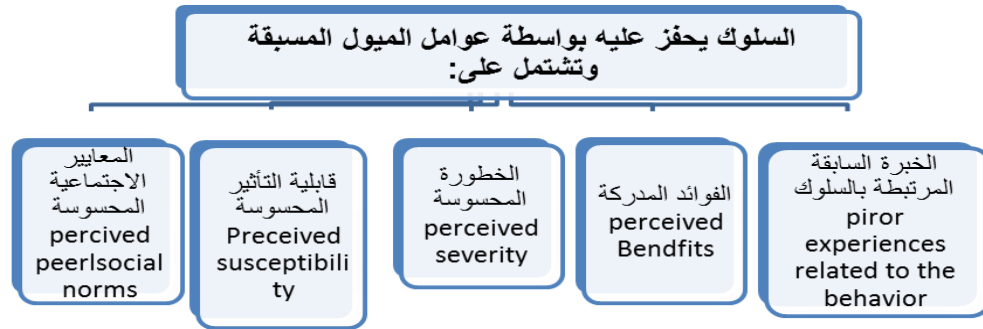 السلوك يحفز عليه بواسطة عوامل الميول المسبقة
وتشتمل على:
الخبرة السابقة
المرتبطة بالسلوك
piror
experiences
related to the
behavior
الفوائد المدركة
perceived
Bendfits
الخطورة
المحسوسة
perceived
severity
قابلية التأثير
المحسوسة
Preceived
susceptibili
ty
المعايير
الاجتماعية
المحسوسة
percived
peerlsocial
norms